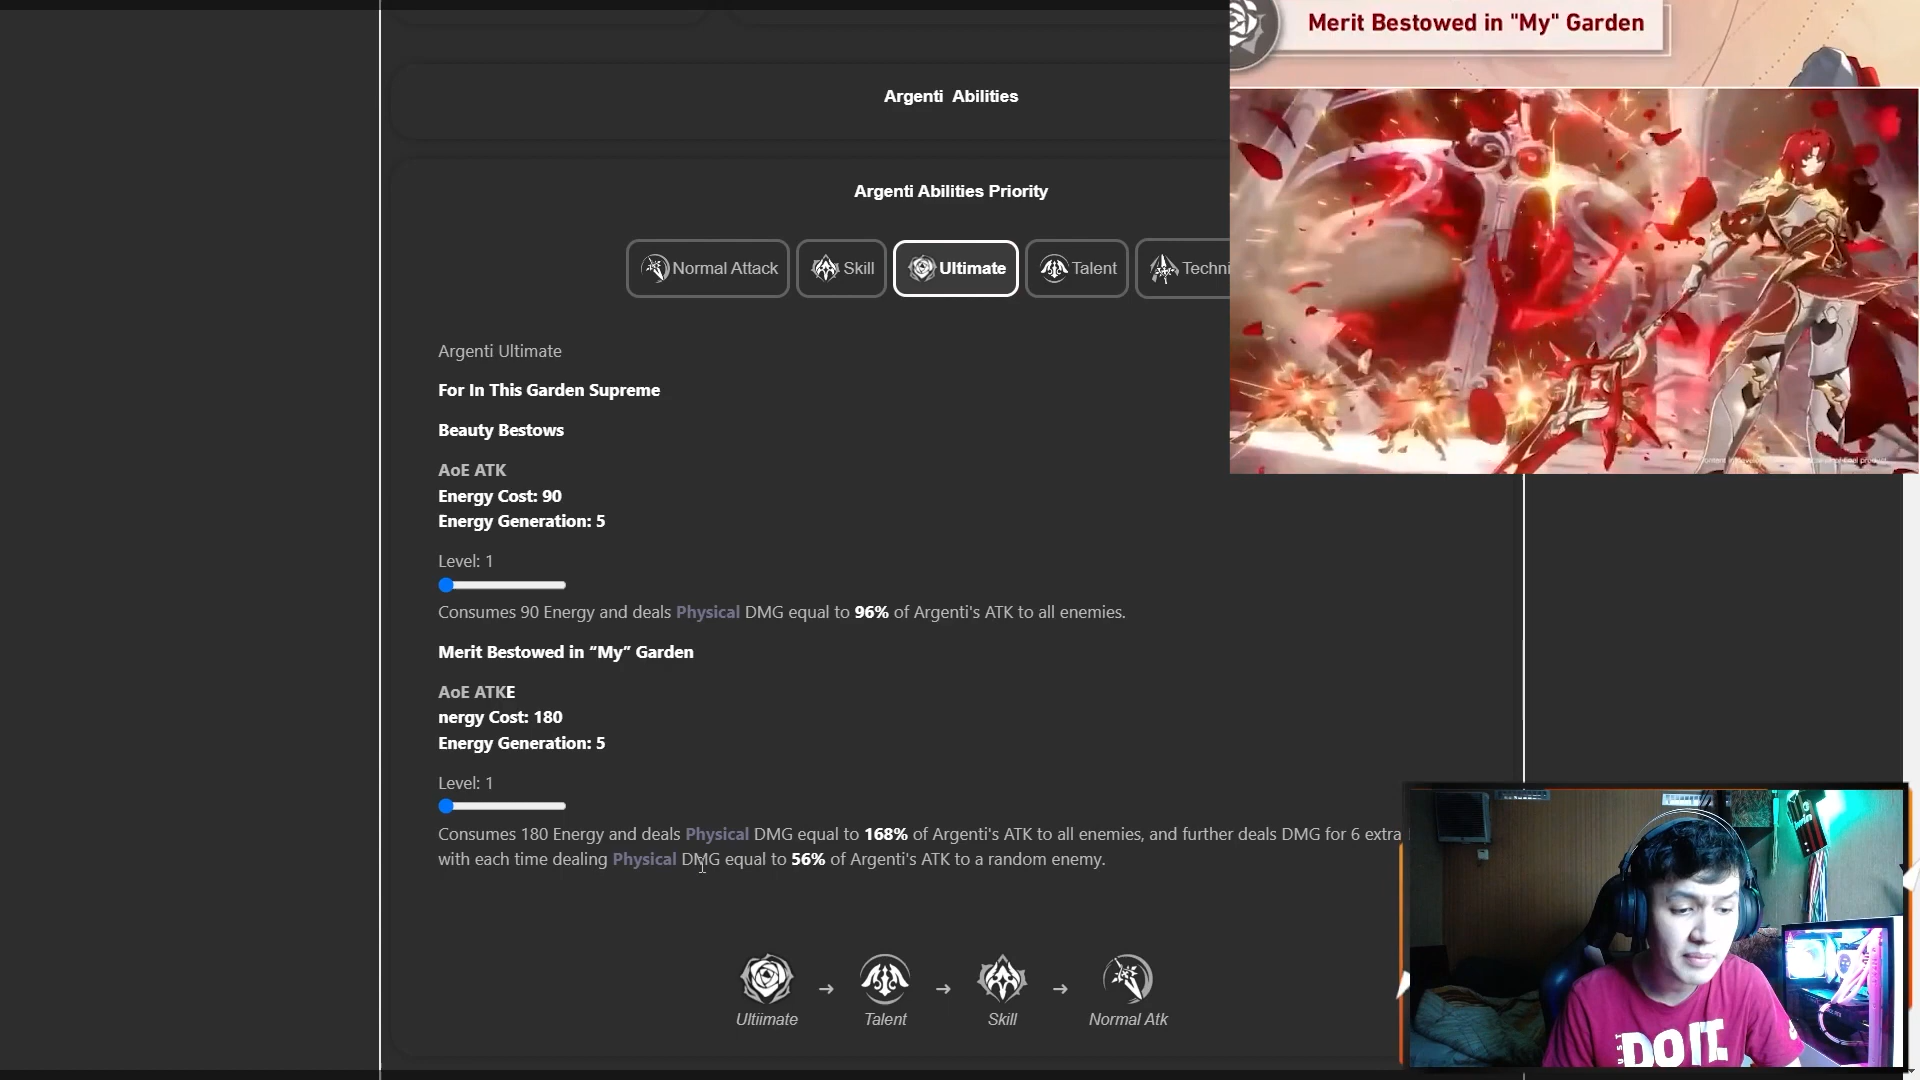 Merit Bestowed in "My" Garden
Argenti Abilities
Argenti Abilities Priority
Normal Attack
Skill
Ultimate
Talent
Techni
Argenti Ultimate
For In This Garden Supreme
Beauty Bestows
AoE ATK
Energy Cost: 90
Energy Generation: 5
Level: 1
Consumes 90 Energy and deals Physical DMG equal to 96% of Argenti's ATK to all enemies.
Merit Bestowed in “My” Garden
AoE ATKE
nergy Cost: 180
Energy Generation: 5
Level: 1
Consumes 180 Energy and deals Physical DMG equal to 168% of Argenti's ATK to all enemies, and further deals DMG for 6 extra
with each time dealing Physical DMG equal to 56% of Argenti's ATK to a random enemy.
Ultiimate
→
Talent
→
Skill
→
Normal Atk
JUST
DO IT.